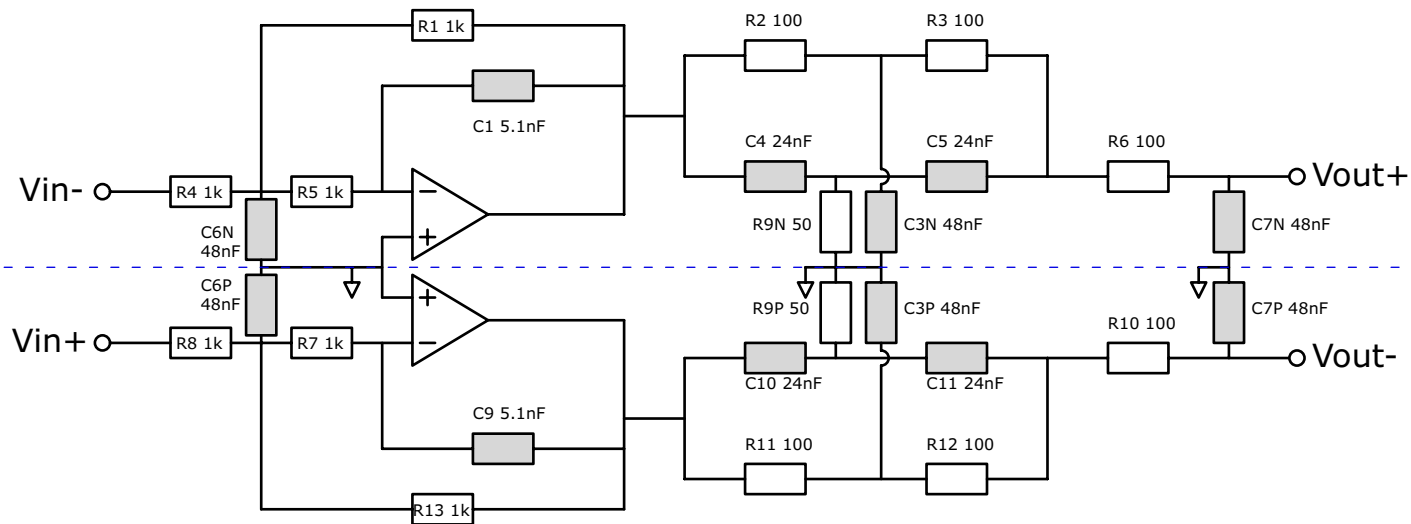 R1 1k
R2 100
R3 100
C1 5.1nF
C4 24nF
C5 24nF
R6 100
Vin-
R4 1k
R5 1k
−
Vout+
C6N
48nF
+
R9N 50
C3N 48nF
C7N 48nF
C6P
48nF
+
R9P 50
C3P 48nF
C7P 48nF
Vin+
R8 1k
R7 1k
−
R10 100
Vout-
C10 24nF
C11 24nF
C9 5.1nF
R11 100
R12 100
R13 1k